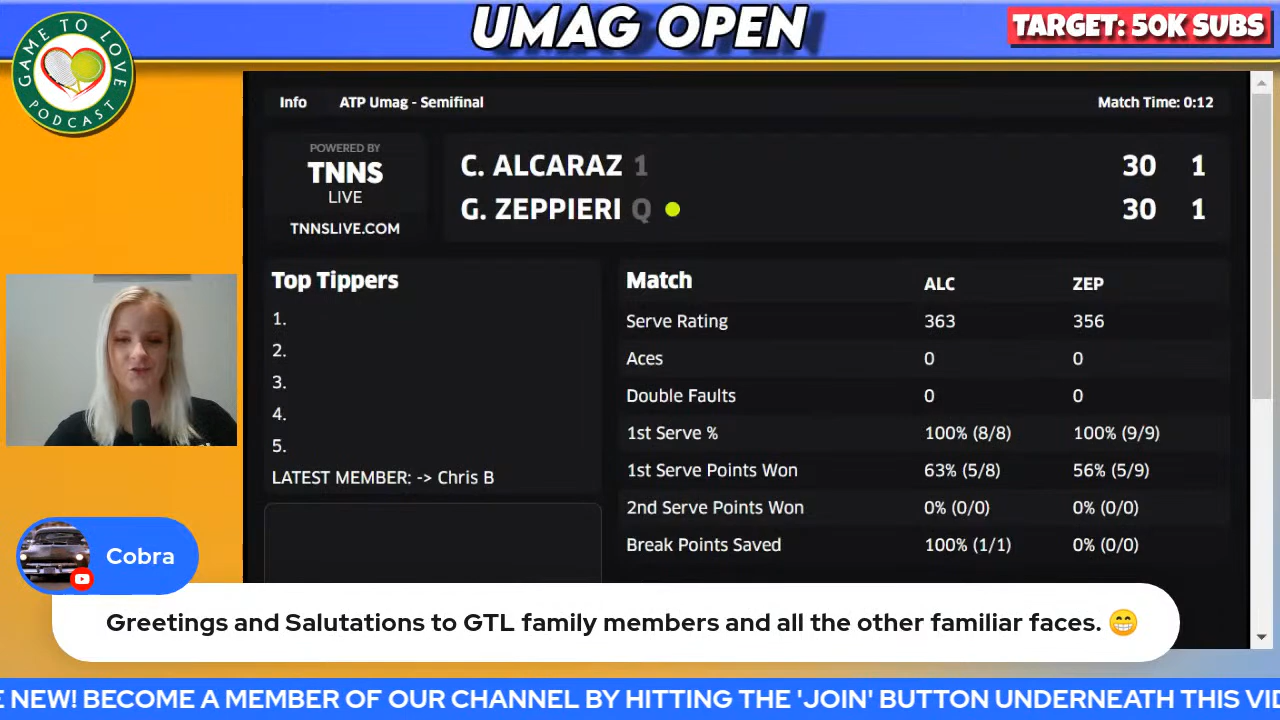 UMAG OPEN
TARGET: 50K SUBS
GAME TO LOVE
PODCAST
Info
ATP Umag - Semifinal
Match Time: 0:12
POWERED BY
TNNS
LIVE
TNNSLIVE.COM
C. ALCARAZ 1 30 1
G. ZEPPIERI Q 30 1
Top Tippers
1.
2.
3.
4.
5.
LATEST MEMBER: -> Chris B
Match ALC ZEP
Serve Rating 363 356
Aces 0 0
Double Faults 0 0
1st Serve % 100% (8/8) 100% (9/9)
1st Serve Points Won 63% (5/8) 56% (5/9)
2nd Serve Points Won 0% (0/0) 0% (0/0)
Break Points Saved 100% (1/1) 0% (0/0)
Cobra
Greetings and Salutations to GTL family members and all the other familiar faces. 😁
E NEW! BECOME A MEMBER OF OUR CHANNEL BY HITTING THE 'JOIN' BUTTON UNDERNEATH THIS VID